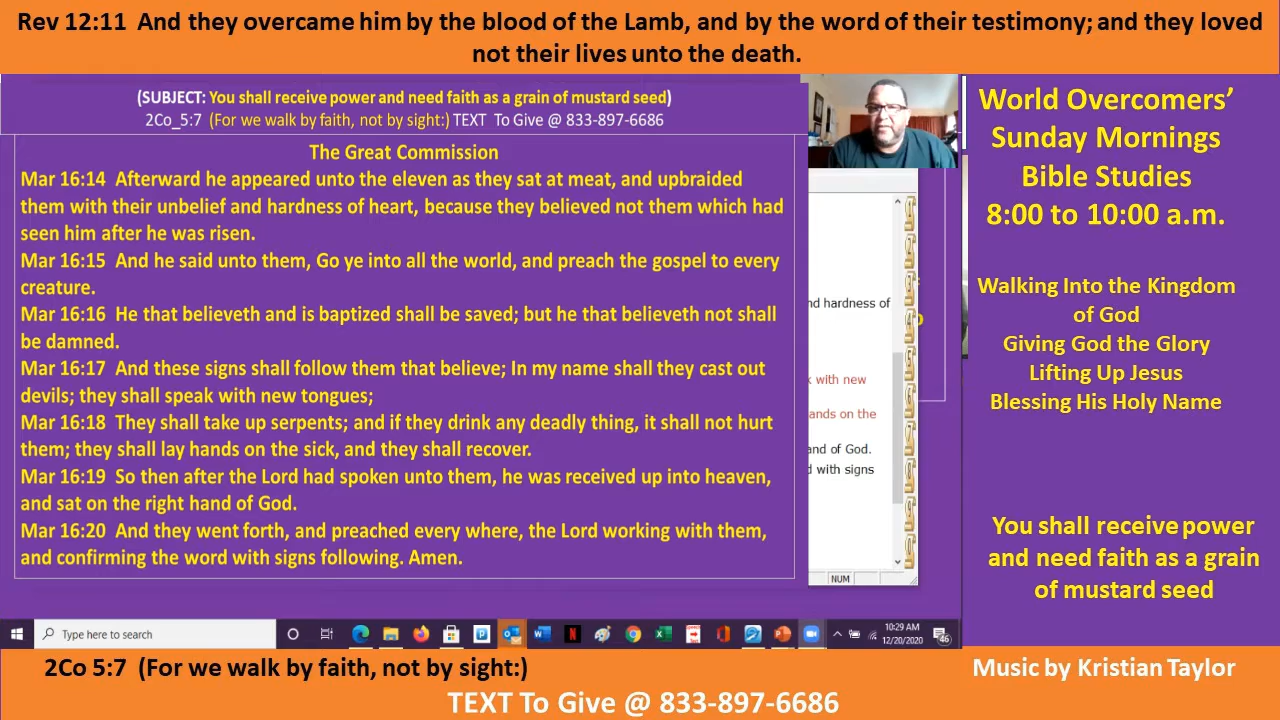 Rev 12:11  And they overcame him by the blood of the Lamb, and by the word of their testimony; and they loved
not their lives unto the death.
(SUBJECT: You shall receive power and need faith as a grain of mustard seed)
2Co_5:7  (For we walk by faith, not by sight:) TEXT  To Give @ 833-897-6686
The Great Commission
Mar 16:14  Afterward he appeared unto the eleven as they sat at meat, and upbraided
them with their unbelief and hardness of heart, because they believed not them which had
seen him after he was risen.
Mar 16:15  And he said unto them, Go ye into all the world, and preach the gospel to every
creature.
Mar 16:16  He that believeth and is baptized shall be saved; but he that believeth not shall
be damned.
Mar 16:17  And these signs shall follow them that believe; In my name shall they cast out
devils; they shall speak with new tongues;
Mar 16:18  They shall take up serpents; and if they drink any deadly thing, it shall not hurt
them; they shall lay hands on the sick, and they shall recover.
Mar 16:19  So then after the Lord had spoken unto them, he was received up into heaven,
and sat on the right hand of God.
Mar 16:20  And they went forth, and preached every where, the Lord working with them,
and confirming the word with signs following. Amen.
hardness of
with new
on the
of God.
with signs
NUM
World Overcomers’
Sunday Mornings
Bible Studies
8:00 to 10:00 a.m.
Walking Into the Kingdom
of God
Giving God the Glory
Lifting Up Jesus
Blessing His Holy Name
You shall receive power
and need faith as a grain
of mustard seed
Type here to search
10:29 AM
12/20/2020
46
2Co 5:7  (For we walk by faith, not by sight:)
Music by Kristian Taylor
TEXT To Give @ 833-897-6686